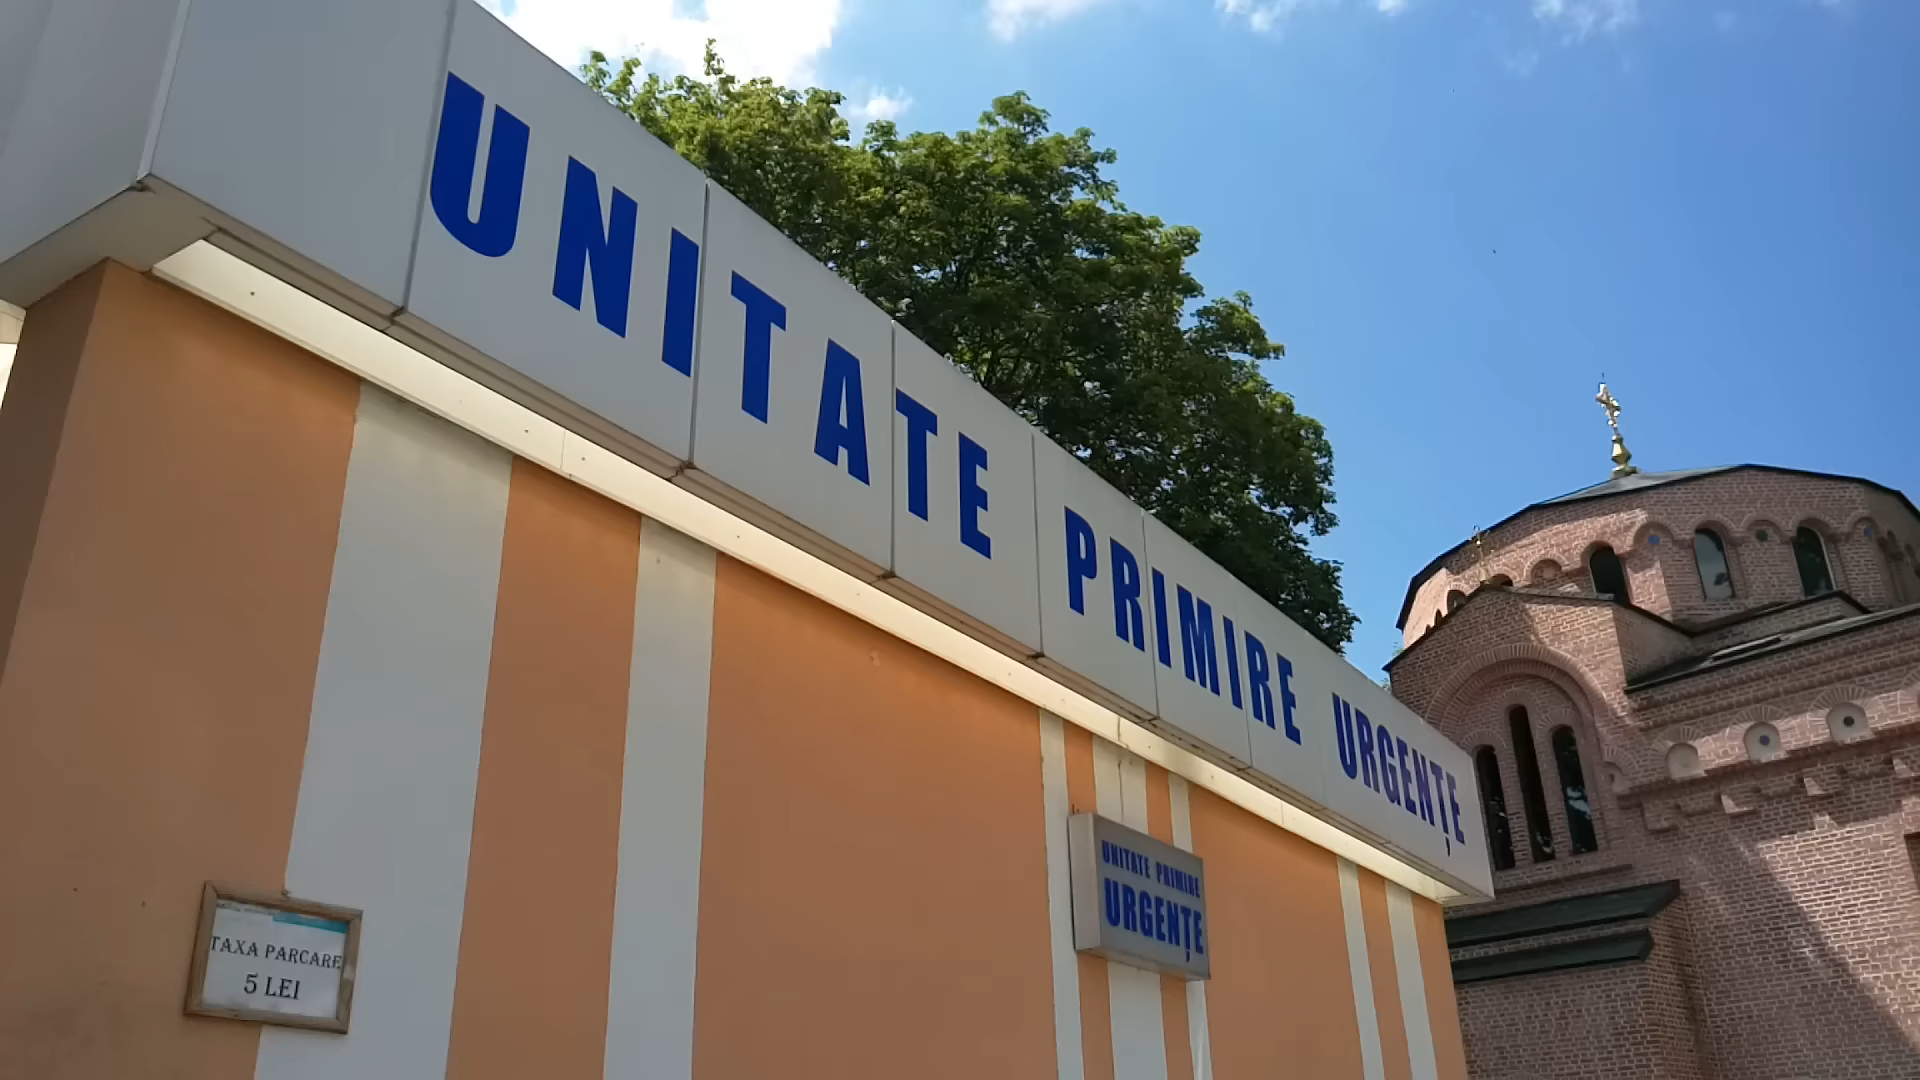 UNITATE PRIMIRE URGENȚE
UNITATE PRIMIRE
URGENȚE
TAXA PARCARE
5 LEI